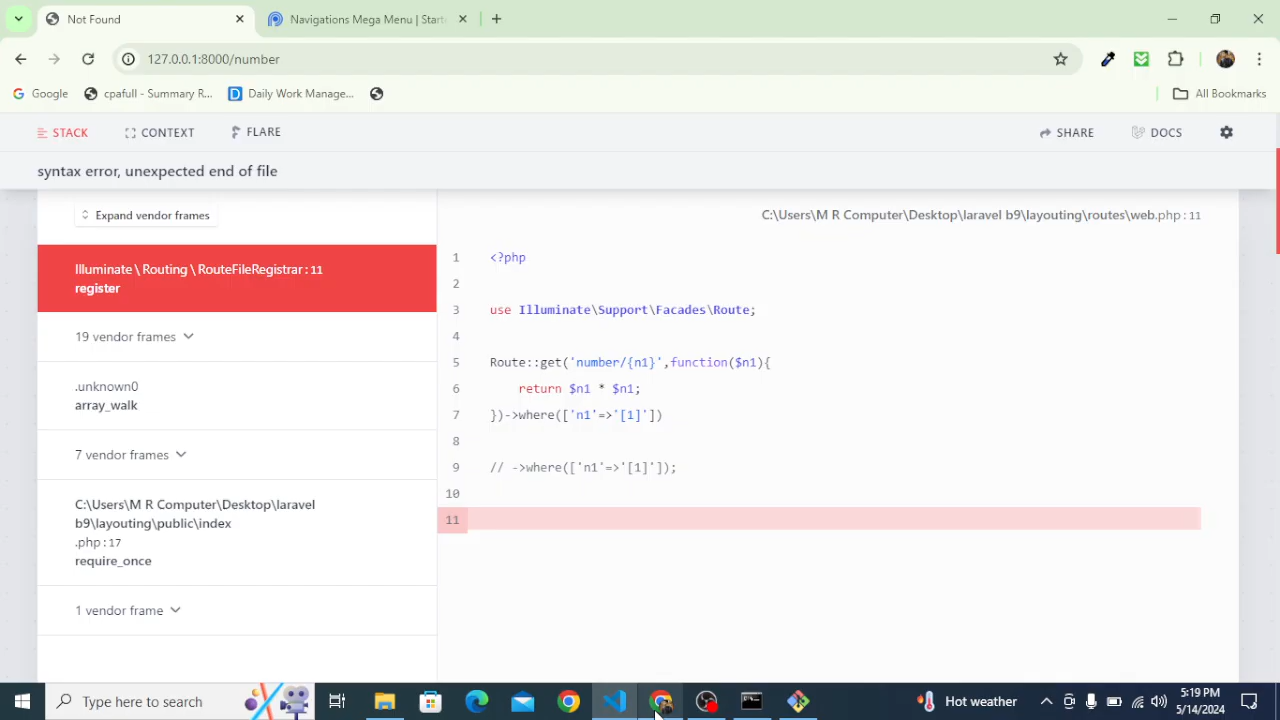 Not Found
Navigations Mega Menu | Start
127.0.0.1:8000/number
Google
cpafull - Summary R...
Daily Work Manage...
All Bookmarks
STACK
CONTEXT
FLARE
SHARE
DOCS
syntax error, unexpected end of file
Expand vendor frames
C:\Users\M R Computer\Desktop\laravel b9\layouting\routes\web.php:11
Illuminate \ Routing \ RouteFileRegistrar:11
register
19 vendor frames
.unknown0
array_walk
7 vendor frames
C:\Users\M R Computer\Desktop\laravel
b9\layouting\public\index
.php:17
require_once
1 vendor frame
1 <?php
2
3 use Illuminate\Support\Facades\Route;
4
5 Route::get('number/{n1}',function($n1){
6 return $n1 * $n1;
7 })->where(['n1'=>'[1]'])
8
9 // ->where(['n1'=>'[1]']);
10
11
Type here to search
Hot weather
5:19 PM
5/14/2024